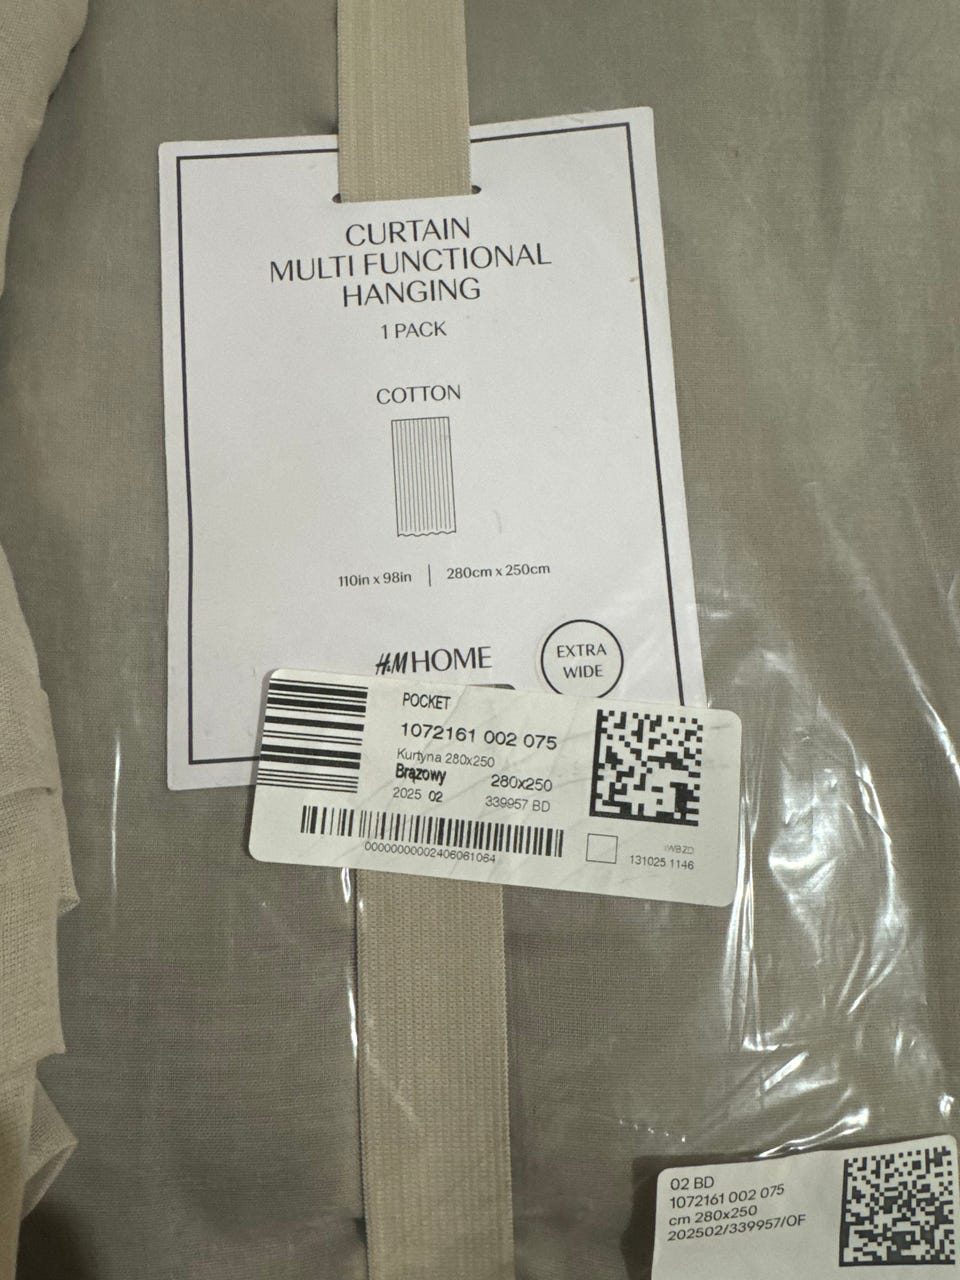 CURTAIN
MULTI FUNCTIONAL
HANGING
1 PACK
COTTON
110in x 98in | 280cm x 250cm
H&M HOME
EXTRA
WIDE
POCKET
1072161 002 075
Kurtyna 280x250
Brązowy 280x250
2025 02 339957 BD
00000000002406061064
131025 1146
02 BD
1072161 002 075
cm 280x250
202502/339957/OF